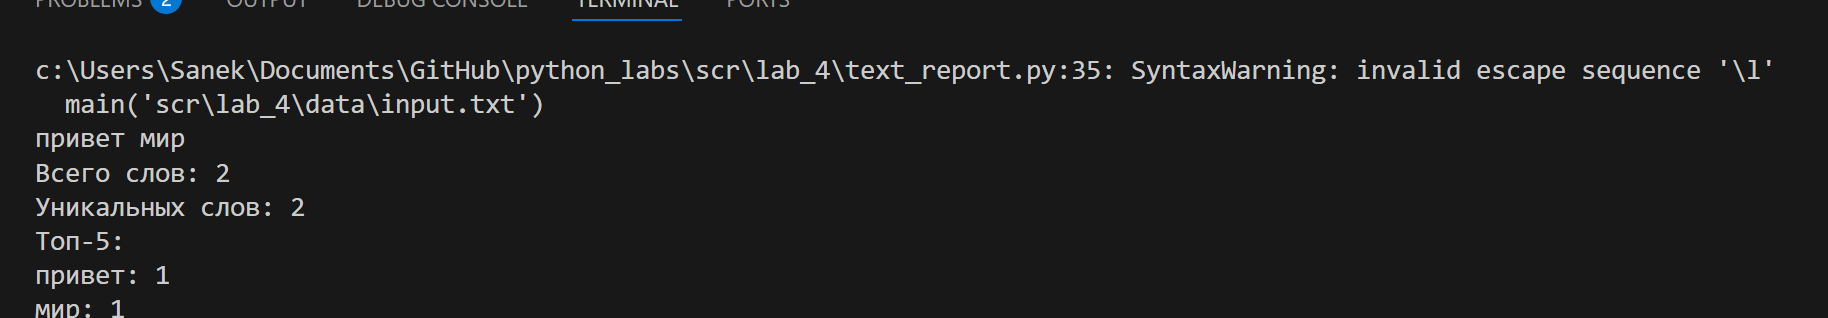 PROBLEMS 2 OUTPUT DEBUG CONSOLE TERMINAL PORTS
c:\Users\Sanek\Documents\GitHub\python_labs\scr\lab_4\text_report.py:35: SyntaxWarning: invalid escape sequence '\l'
  main('scr\lab_4\data\input.txt')
привет мир
Всего слов: 2
Уникальных слов: 2
Топ-5:
привет: 1
мир: 1